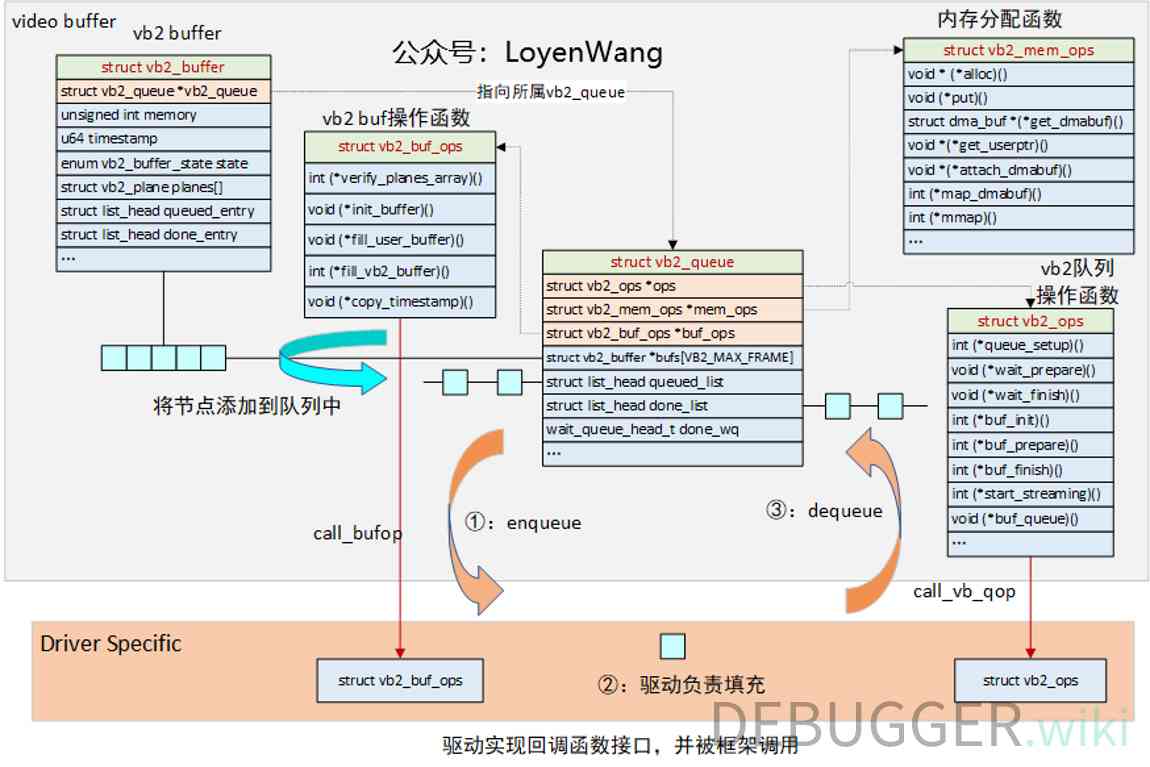 video buffer
vb2 buffer
struct vb2_buffer
struct vb2_queue *vb2_queue
unsigned int memory
u64 timestamp
enum vb2_buffer_state state
struct vb2_plane planes[]
struct list_head queued_entry
struct list_head done_entry
...
公众号：LoyenWang
指向所属vb2_queue
vb2 buf操作函数
struct vb2_buf_ops
int (*verify_planes_array)()
void (*init_buffer)()
void (*fill_user_buffer)()
int (*fill_vb2_buffer)()
void (*copy_timestamp)()
内存分配函数
struct vb2_mem_ops
void * (*alloc)()
void (*put)()
struct dma_buf *(*get_dmabuf)()
void *(*get_userptr)()
void *(*attach_dmabuf)()
int (*map_dmabuf)()
int (*mmap)()
...
struct vb2_queue
struct vb2_ops *ops
struct vb2_mem_ops *mem_ops
struct vb2_buf_ops *buf_ops
struct vb2_buffer *bufs[VB2_MAX_FRAME]
struct list_head queued_list
struct list_head done_list
wait_queue_head_t done_wq
...
vb2队列
操作函数
struct vb2_ops
int (*queue_setup)()
void (*wait_prepare)()
void (*wait_finish)()
int (*buf_init)()
int (*buf_prepare)()
int (*buf_finish)()
int (*start_streaming)()
void (*buf_queue)()
...
将节点添加到队列中
①：enqueue
③：dequeue
call_bufop
call_vb_qop
Driver Specific
struct vb2_buf_ops
②：驱动负责填充
struct vb2_ops
驱动实现回调函数接口，并被框架调用
DEBUGGER.wiki